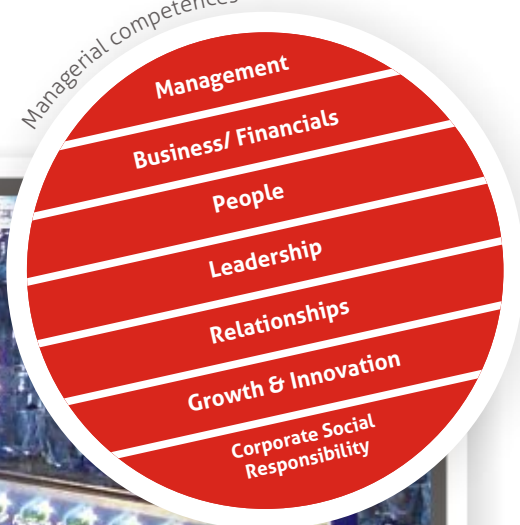 Managerial competences
Management
Business/ Financials
People
Leadership
Relationships
Growth & Innovation
Corporate Social
Responsibility